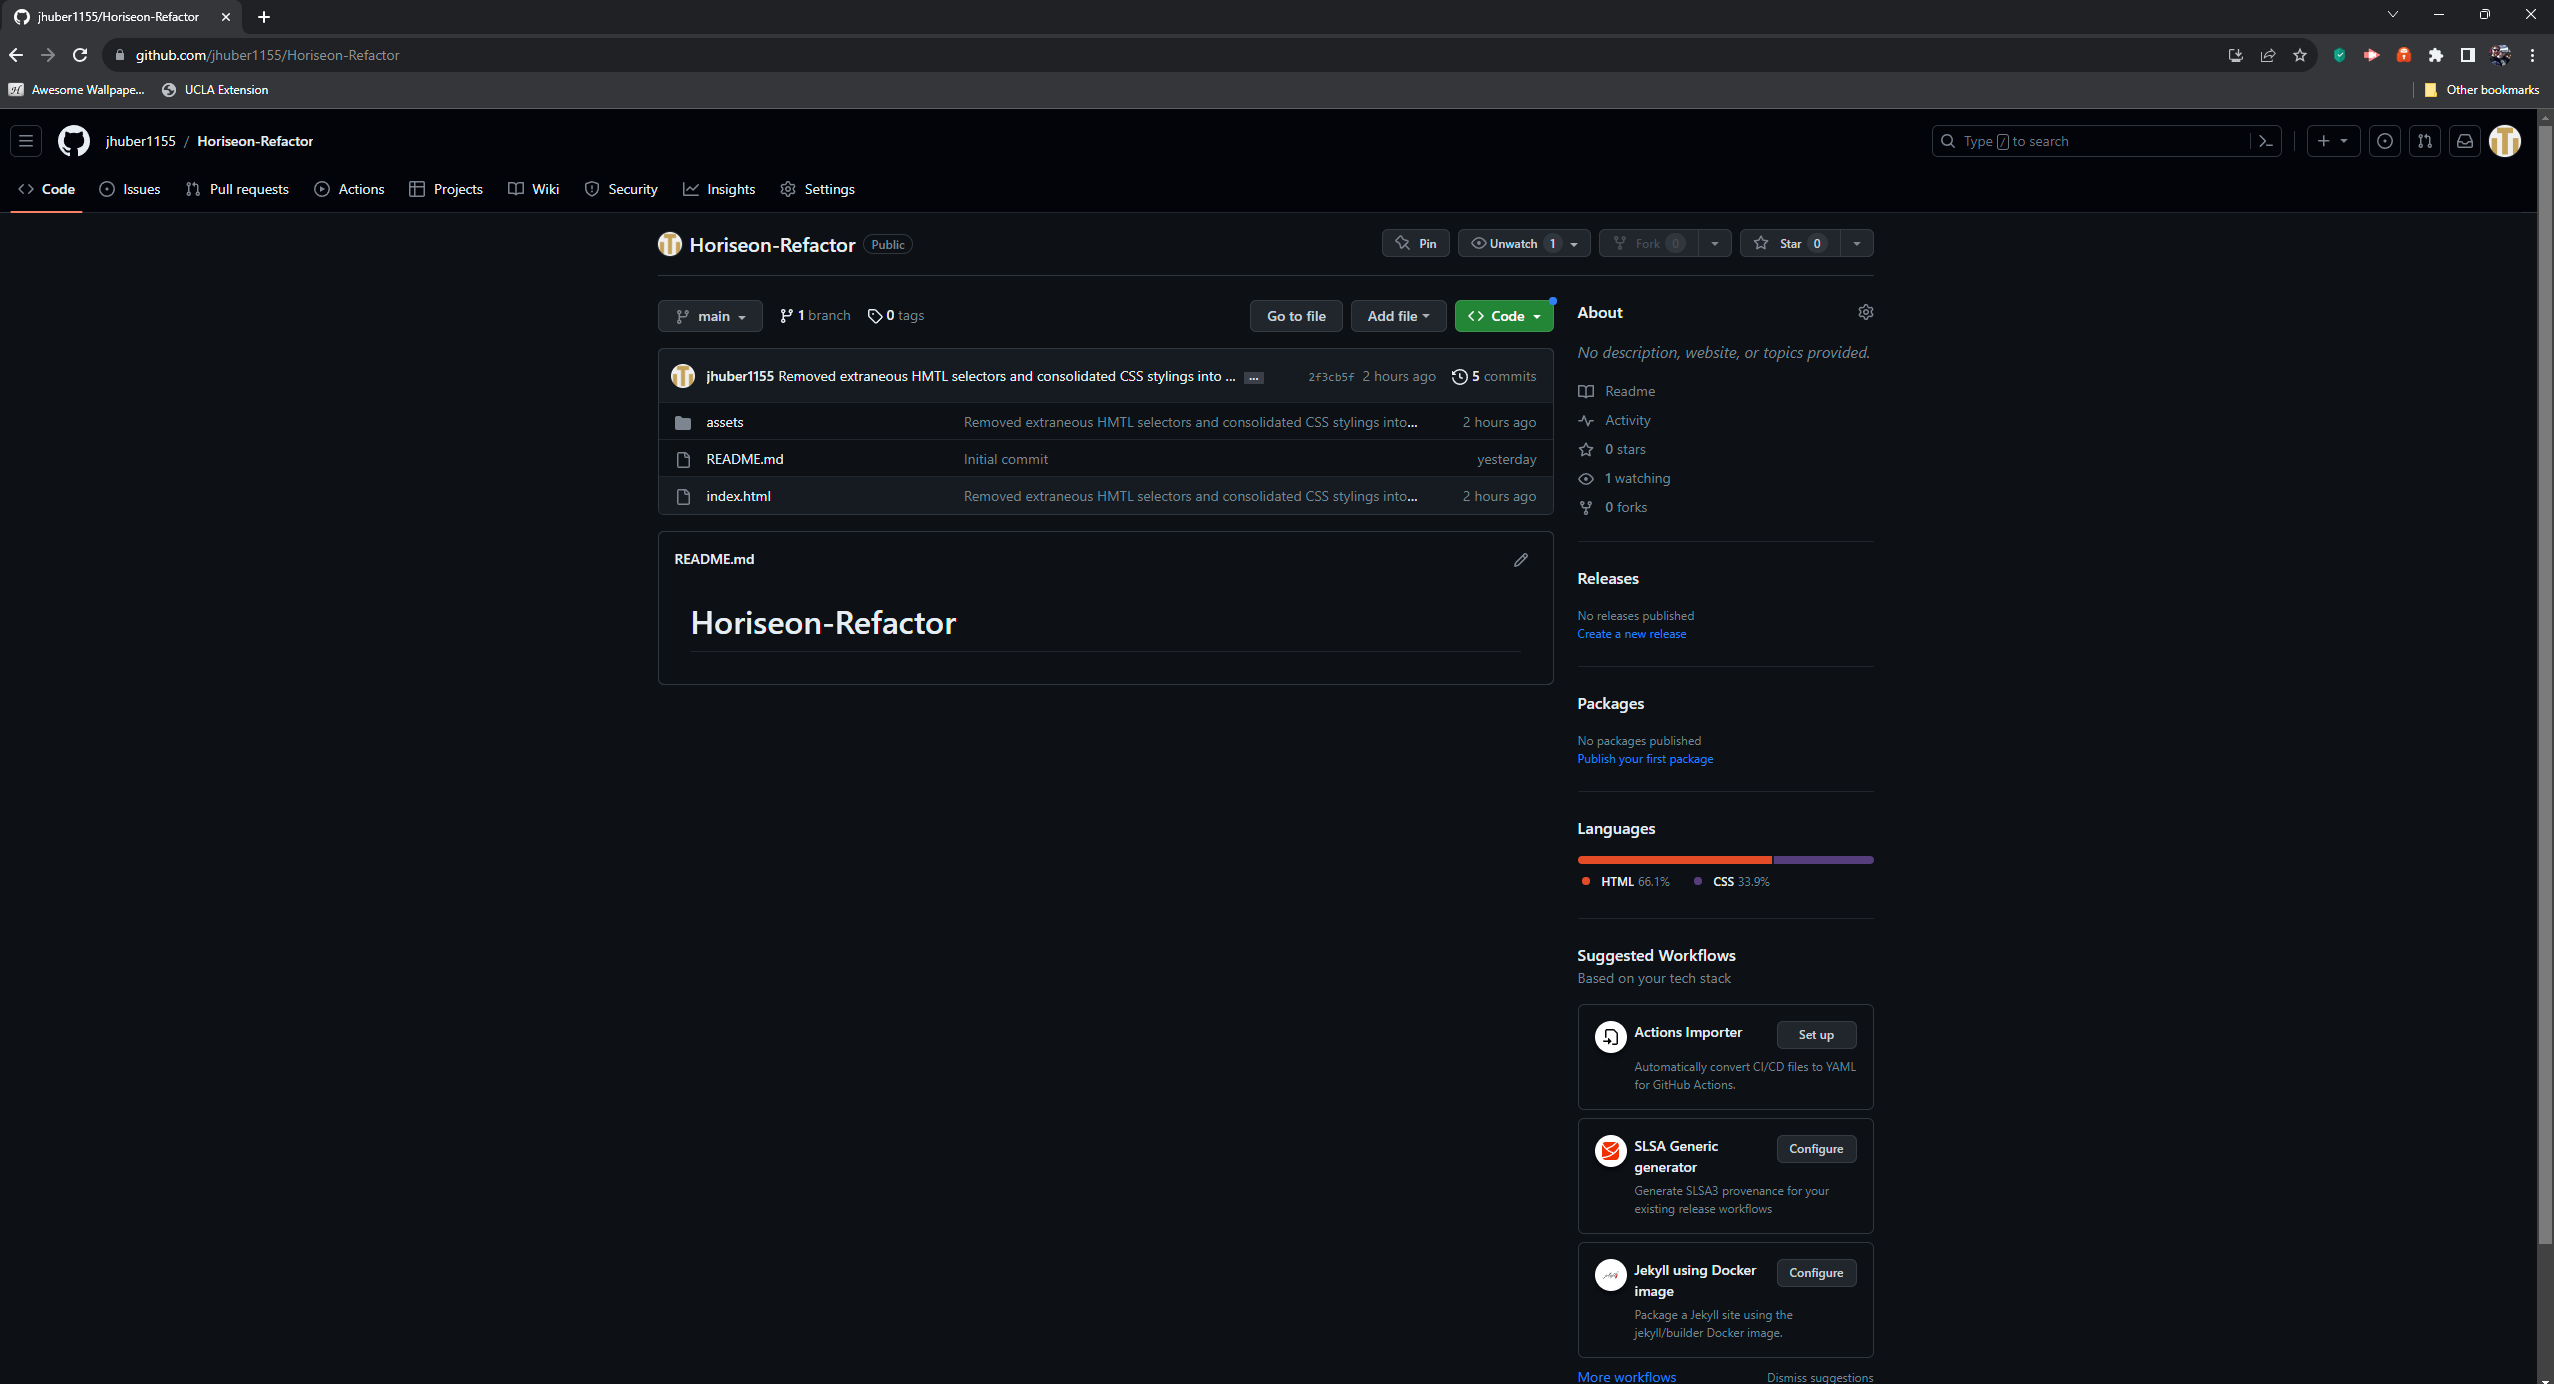 jhuber1155/Horiseon-Refactor
github.com/jhuber1155/Horiseon-Refactor
Awesome Wallpape...
UCLA Extension
Other bookmarks
jhuber1155 / Horiseon-Refactor
Type / to search
Code
Issues
Pull requests
Actions
Projects
Wiki
Security
Insights
Settings
Horiseon-Refactor
Public
Pin
Unwatch 1
Fork 0
Star 0
main
1 branch
0 tags
Go to file
Add file
Code
jhuber1155 Removed extraneous HMTL selectors and consolidated CSS stylings into ... ...
2f3cb5f 2 hours ago
5 commits
assets
Removed extraneous HMTL selectors and consolidated CSS stylings into...
2 hours ago
README.md
Initial commit
yesterday
index.html
Removed extraneous HMTL selectors and consolidated CSS stylings into...
2 hours ago
README.md
Horiseon-Refactor
About
No description, website, or topics provided.
Readme
Activity
0 stars
1 watching
0 forks
Releases
No releases published
Create a new release
Packages
No packages published
Publish your first package
Languages
HTML 66.1%
CSS 33.9%
Suggested Workflows
Based on your tech stack
Actions Importer
Set up
Automatically convert CI/CD files to YAML
for GitHub Actions.
SLSA Generic
generator
Configure
Generate SLSA3 provenance for your
existing release workflows
Jekyll using Docker
image
Configure
Package a Jekyll site using the
jekyll/builder Docker image.
More workflows
Dismiss suggestions